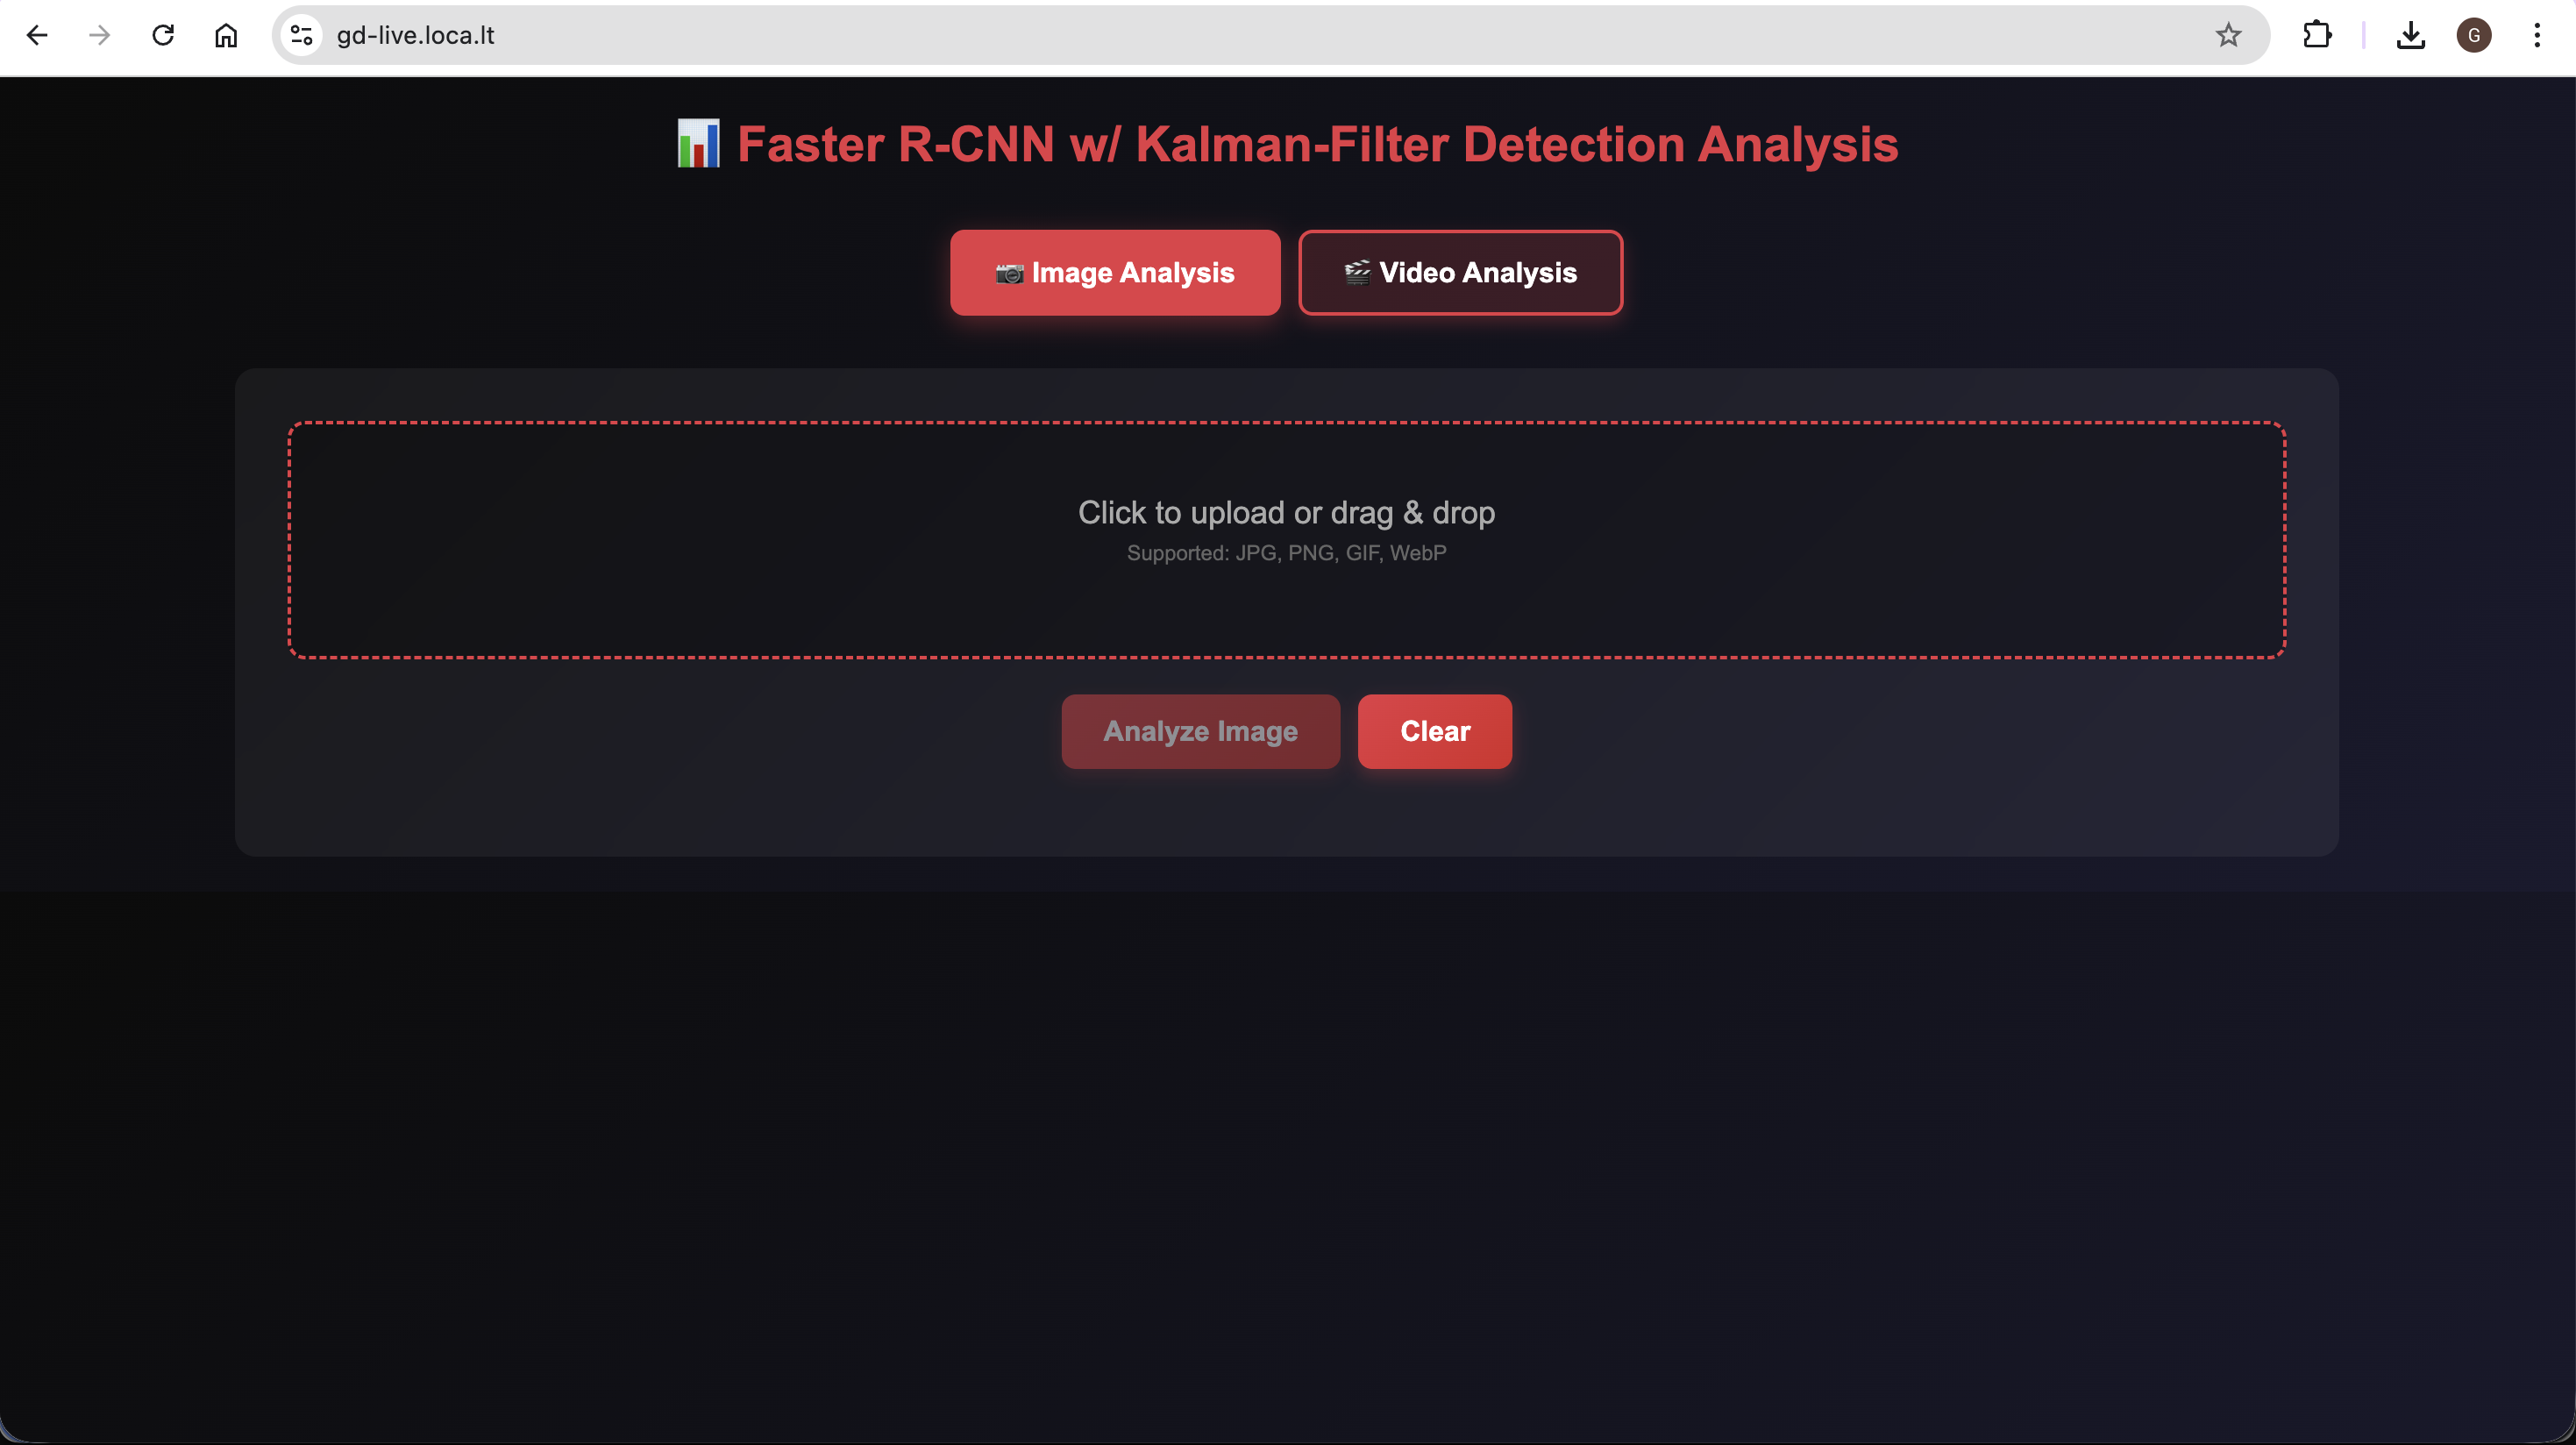 gd-live.loca.lt
G
📊 Faster R-CNN w/ Kalman-Filter Detection Analysis
📷 Image Analysis
🎬 Video Analysis
Click to upload or drag & drop
Supported: JPG, PNG, GIF, WebP
Analyze Image
Clear